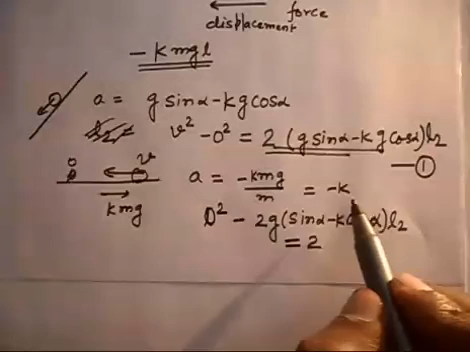 force
displacement
- kmgl
a = g sinα - kg cosα
v² - 0² = 2 (g sinα - k g cosα) l₂
— ①
v
a = -kmg/m = -k
kmg
0² - 2g (sinα - kc α) l₂
= 2